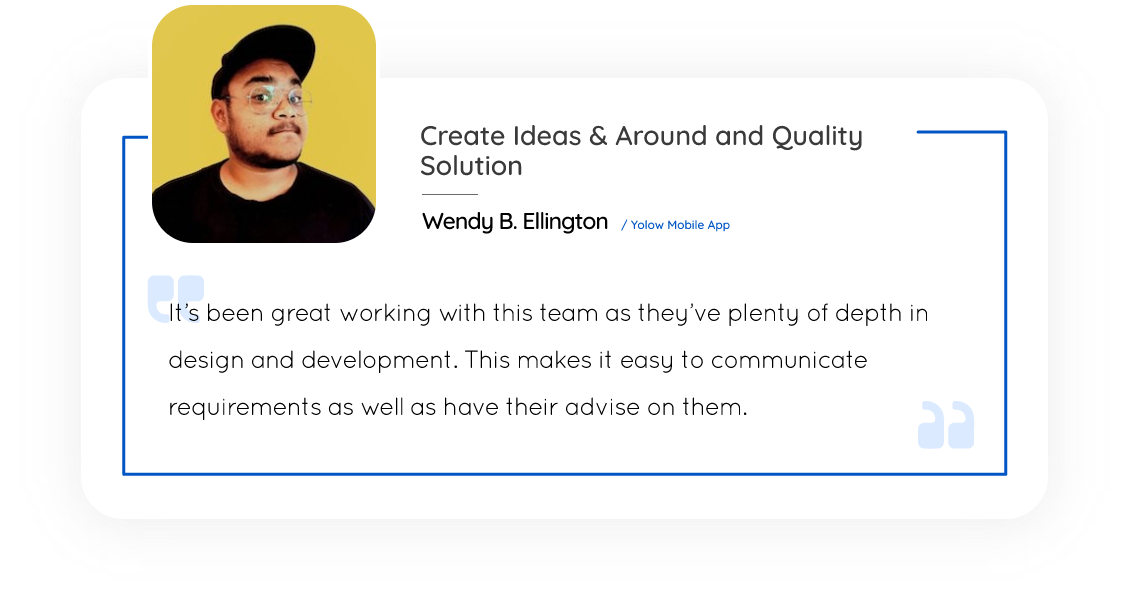 Create Ideas & Around and Quality
Solution
Wendy B. Ellington / Yolow Mobile App
It's been great working with this team as they've plenty of depth in
design and development. This makes it easy to communicate
requirements as well as have their advise on them.